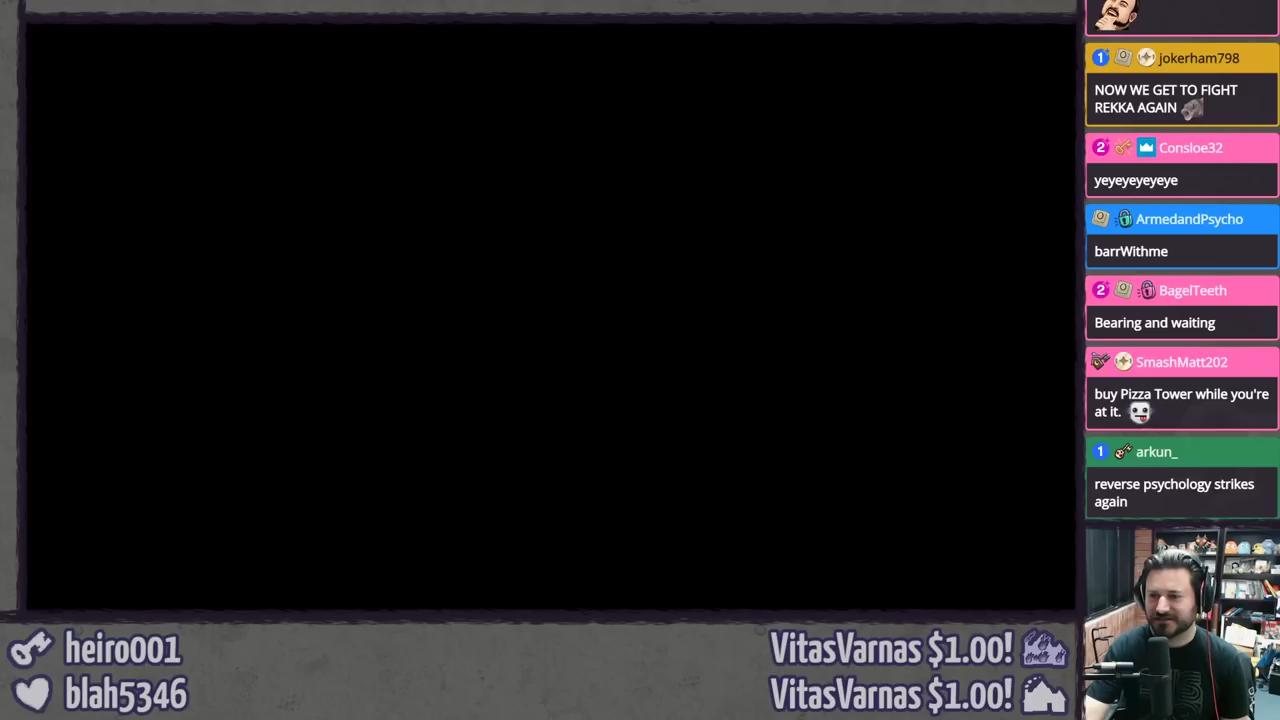 jokerham798
NOW WE GET TO FIGHT
REKKA AGAIN
2 Consloe32
yeyeyeyeyeye
ArmedandPsycho
barrWithme
2 BagelTeeth
Bearing and waiting
SmashMatt202
buy Pizza Tower while you're
at it.
1 arkun_
reverse psychology strikes
again
heiro001
VitasVarnas $1.00!
blah5346
VitasVarnas $1.00!